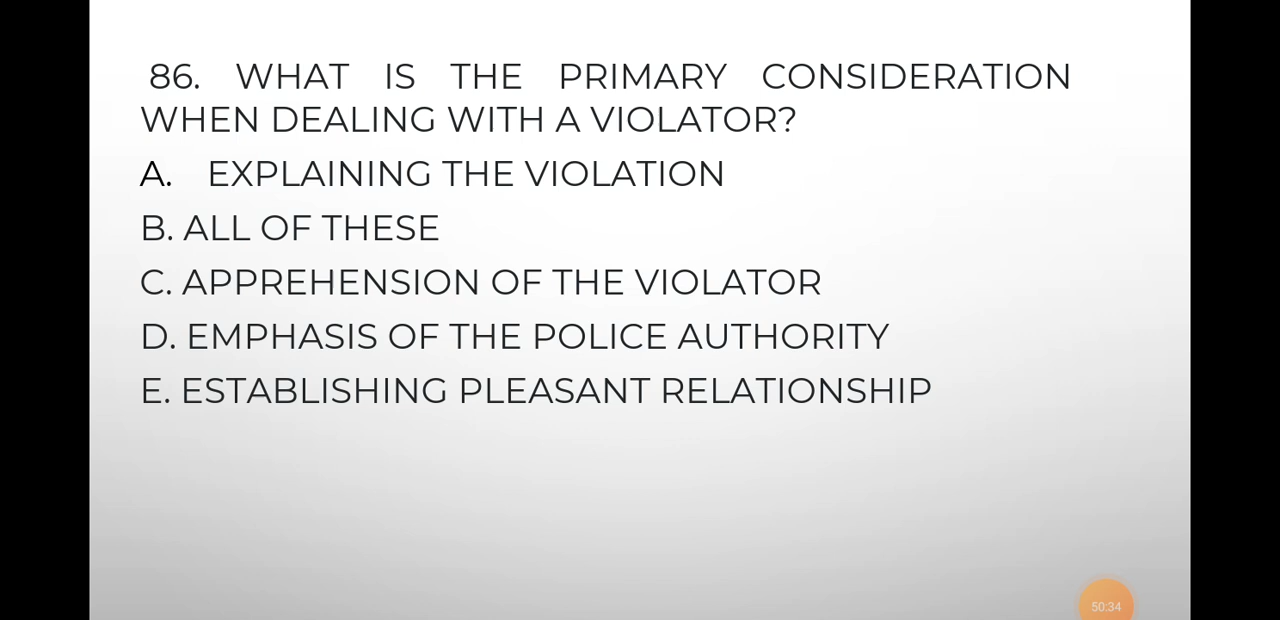 86. WHAT IS THE PRIMARY CONSIDERATION
WHEN DEALING WITH A VIOLATOR?
A. EXPLAINING THE VIOLATION
B. ALL OF THESE
C. APPREHENSION OF THE VIOLATOR
D. EMPHASIS OF THE POLICE AUTHORITY
E. ESTABLISHING PLEASANT RELATIONSHIP
50:34